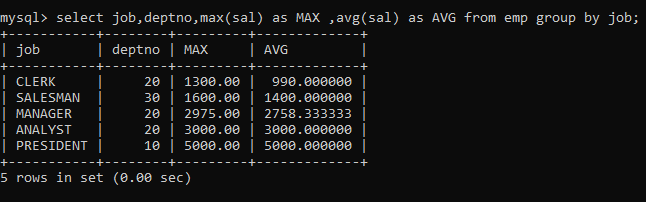 mysql> select job,deptno,max(sal) as MAX ,avg(sal) as AVG from emp group by job;
+-----------+--------+---------+-------------+
| job       | deptno | MAX     | AVG         |
+-----------+--------+---------+-------------+
| CLERK     |     20 | 1300.00 |  990.000000 |
| SALESMAN  |     30 | 1600.00 | 1400.000000 |
| MANAGER   |     20 | 2975.00 | 2758.333333 |
| ANALYST   |     20 | 3000.00 | 3000.000000 |
| PRESIDENT |     10 | 5000.00 | 5000.000000 |
+-----------+--------+---------+-------------+
5 rows in set (0.00 sec)